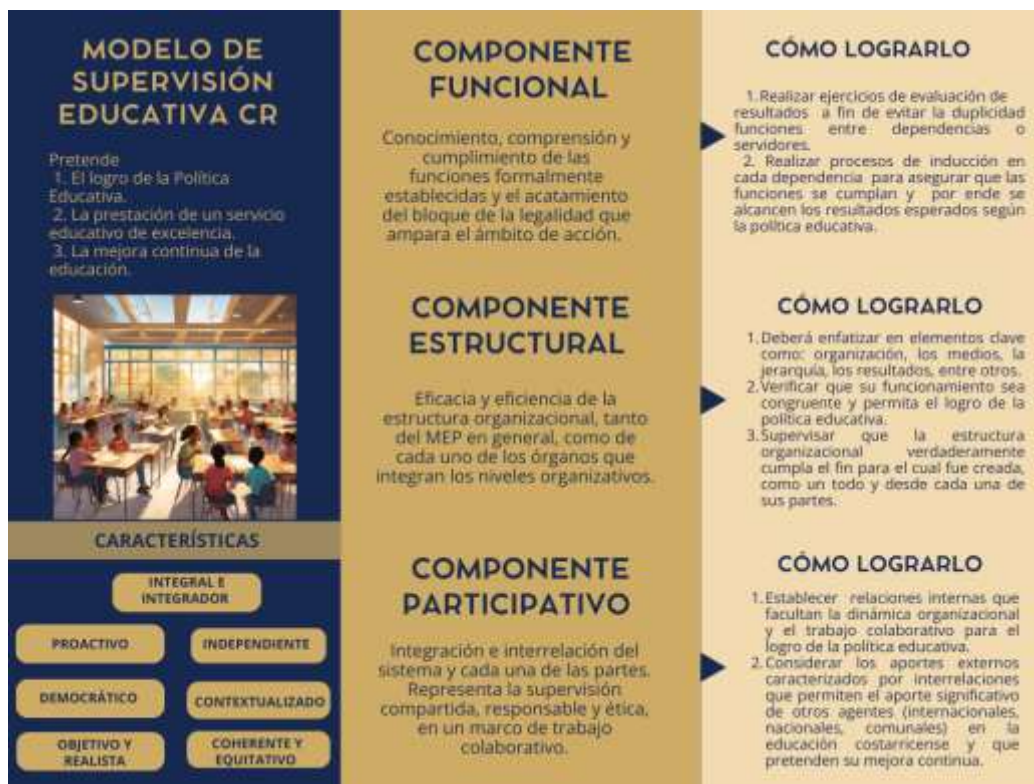 MODELO DE
SUPERVISIÓN
EDUCATIVA CR
Pretende
1. El logro de la Política
Educativa.
2. La prestación de un servicio
educativo de excelencia.
3. La mejora continua de la
educación.
CARACTERÍSTICAS
INTEGRAL E
INTEGRADOR
PROACTIVO
INDEPENDIENTE
DEMOCRÁTICO
CONTEXTUALIZADO
OBJETIVO Y
REALISTA
COHERENTE Y
EQUITATIVO
COMPONENTE
FUNCIONAL
Conocimiento, comprensión y
cumplimiento de las
funciones formalmente
establecidas y el acatamiento
del bloque de la legalidad que
ampara el ámbito de acción.
CÓMO LOGRARLO
1. Realizar ejercicios de evaluación de
resultados a fin de evitar la duplicidad
funciones entre dependencias o
servidores.
2. Realizar procesos de inducción en
cada dependencia para asegurar que las
funciones se cumplan y por ende se
alcancen los resultados esperados según
la política educativa.
COMPONENTE
ESTRUCTURAL
Eficacia y eficiencia de la
estructura organizacional, tanto
del MEP en general, como de
cada uno de los órganos que
integran los niveles organizativos.
CÓMO LOGRARLO
1. Deberá enfatizar en elementos clave
como: organización, los medios, la
jerarquía, los resultados, entre otros.
2. Verificar que su funcionamiento sea
congruente y permita el logro de la
política educativa.
3. Supervisar que la estructura
organizacional verdaderamente
cumpla el fin para el cual fue creada,
como un todo y desde cada una de
sus partes.
COMPONENTE
PARTICIPATIVO
Integración e interrelación del
sistema y cada una de las partes.
Representa la supervisión
compartida, responsable y ética,
en un marco de trabajo
colaborativo.
CÓMO LOGRARLO
1. Establecer relaciones internas que
facultan la dinámica organizacional
y el trabajo colaborativo para el
logro de la política educativa.
2. Considerar los aportes externos
caracterizados por interrelaciones
que permiten el aporte significativo
de otros agentes (internacionales,
nacionales, comunales) en la
educación costarricense y que
pretenden su mejora continua.